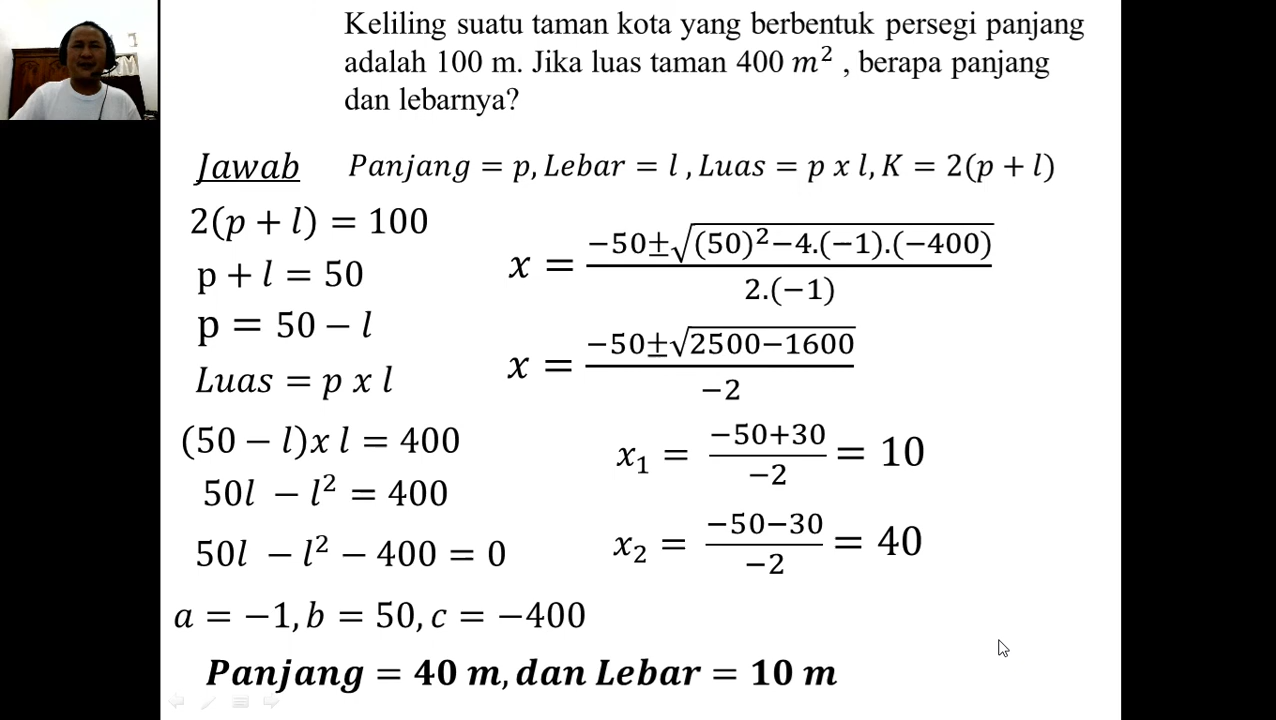 Keliling suatu taman kota yang berbentuk persegi panjang
adalah 100 m. Jika luas taman 400 m² , berapa panjang
dan lebarnya?
Jawab
Panjang = p, Lebar = l , Luas = p x l, K = 2(p + l)
2(p + l) = 100
p + l = 50
p = 50 − l
Luas = p x l
(50 − l)x l = 400
50l − l² = 400
50l − l² − 400 = 0
a = −1, b = 50, c = −400
x = (−50±√((50)²−4.(−1).(−400)))/(2.(−1))
x = (−50±√(2500−1600))/(−2)
x₁ = (−50+30)/(−2) = 10
x₂ = (−50−30)/(−2) = 40
Panjang = 40 m, dan Lebar = 10 m